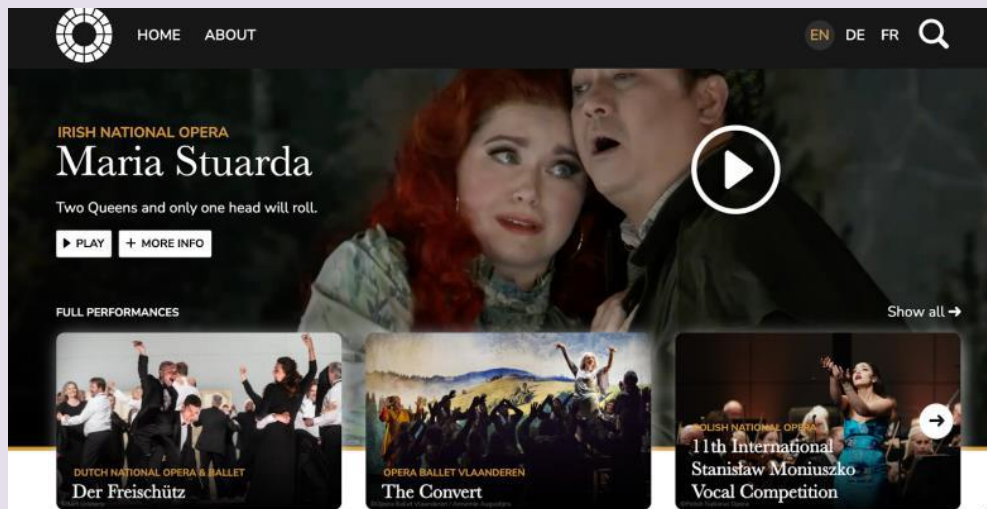 HOME ABOUT EN DE FR
IRISH NATIONAL OPERA
Maria Stuarda
Two Queens and only one head will roll.
PLAY + MORE INFO
FULL PERFORMANCES
Show all →
DUTCH NATIONAL OPERA & BALLET
Der Freischütz
OPERA BALLET VLAANDEREN
The Convert
POLISH NATIONAL OPERA
11th International
Stanisław Moniuszko
Vocal Competition